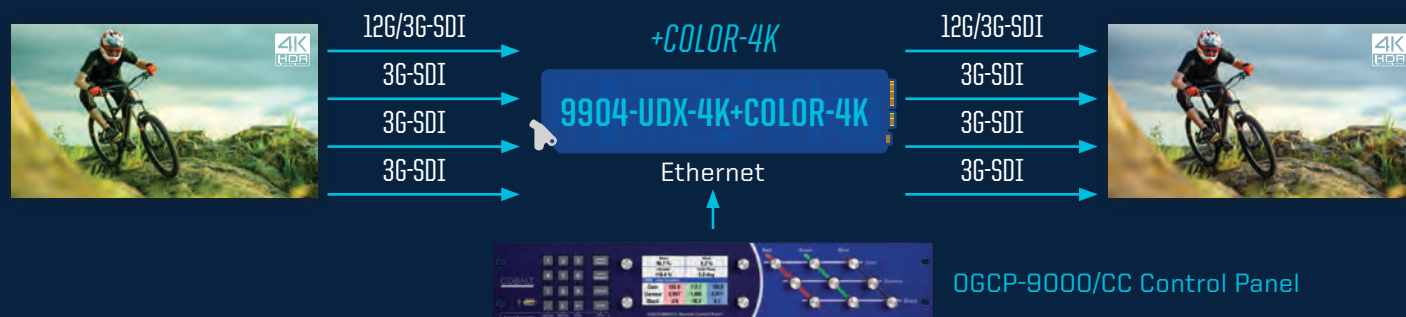 12G/3G-SDI
3G-SDI
3G-SDI
3G-SDI
4K
HDR
+COLOR-4K
9904-UDX-4K+COLOR-4K
Ethernet
12G/3G-SDI
3G-SDI
3G-SDI
3G-SDI
4K
HDR
COBALT
OGCP-9000/CC Control Panel